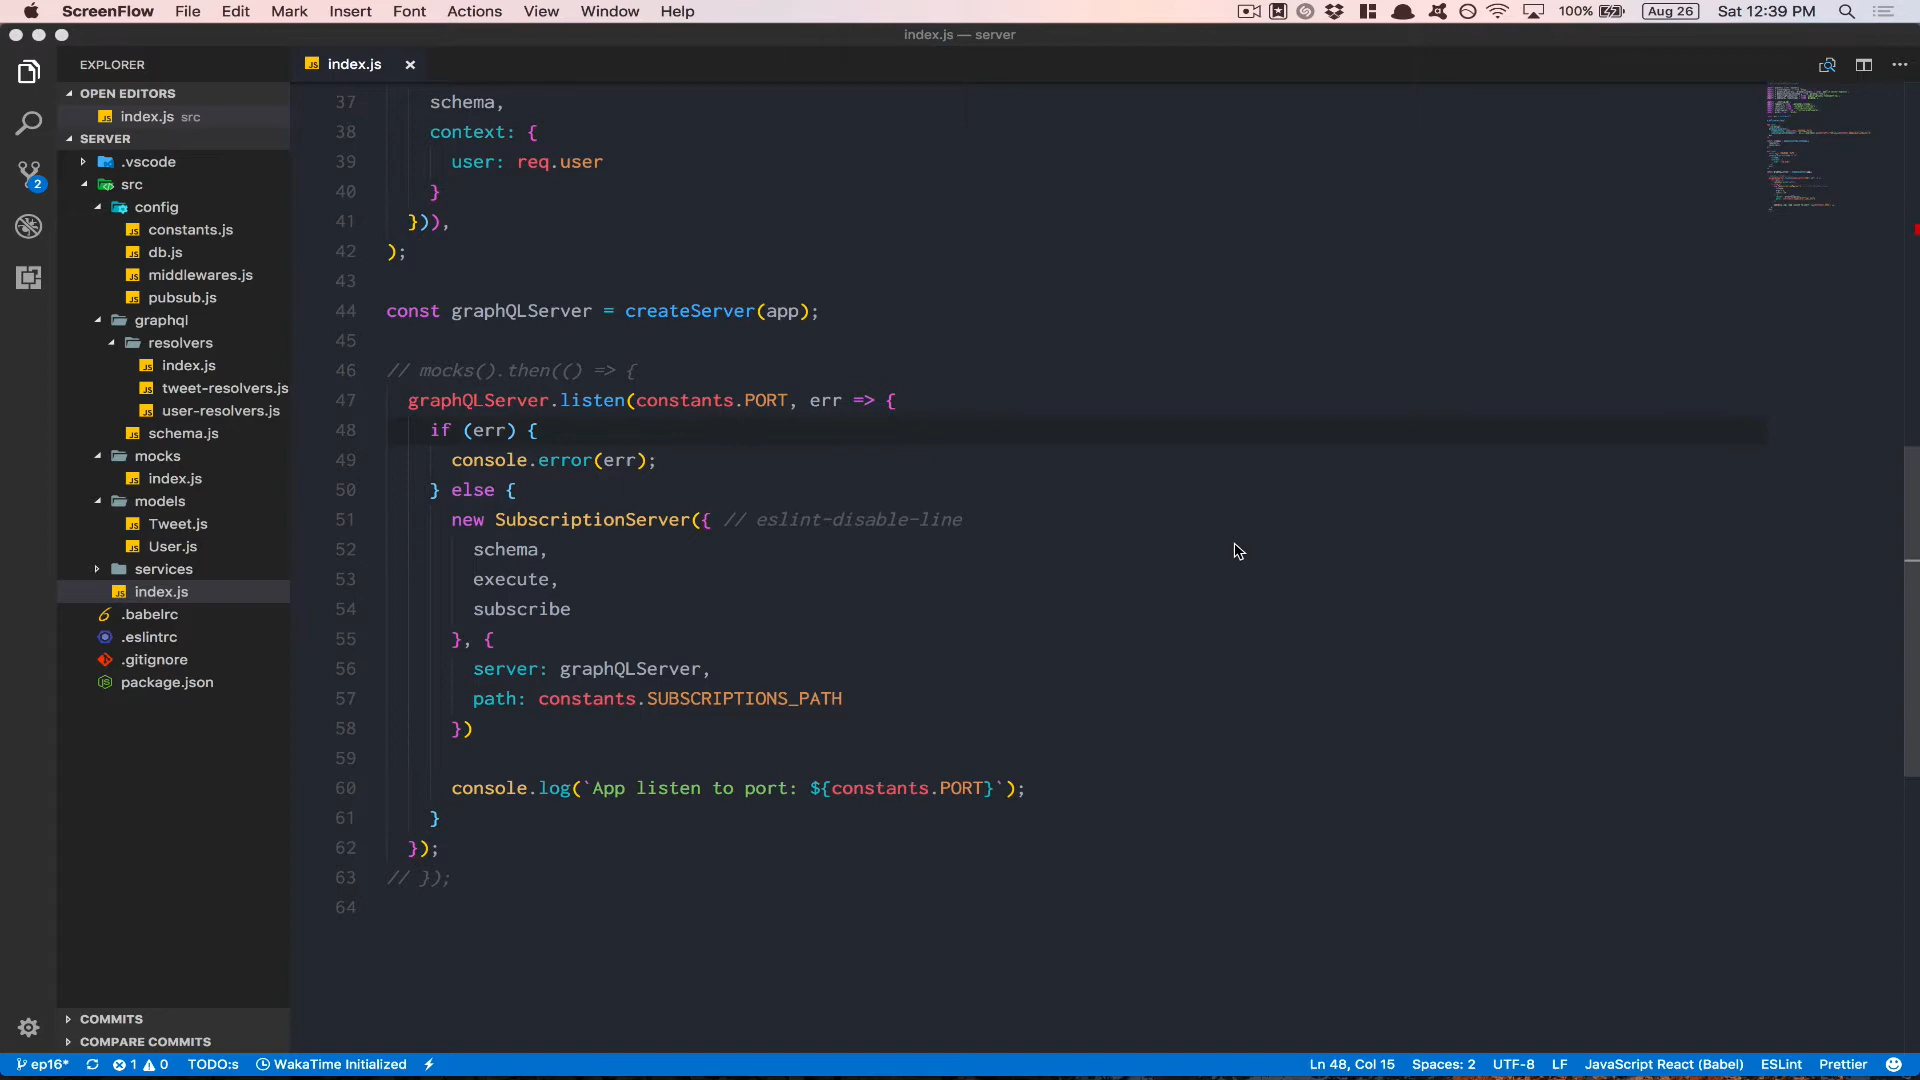 ScreenFlow File Edit Mark Insert Font Actions View Window Help 100% Aug 26 Sat 12:39 PM
index.js — server
EXPLORER
OPEN EDITORS
index.js src
SERVER
.vscode
src
config
constants.js
db.js
middlewares.js
pubsub.js
graphql
resolvers
index.js
tweet-resolvers.js
user-resolvers.js
schema.js
mocks
index.js
models
Tweet.js
User.js
services
index.js
.babelrc
.eslintrc
.gitignore
package.json
COMMITS
COMPARE COMMITS
index.js
37 schema,
38 context: {
39 user: req.user
40 }
41 })),
42 );
43
44 const graphQLServer = createServer(app);
45
46 // mocks().then(() => {
47 graphQLServer.listen(constants.PORT, err => {
48 if (err) {
49 console.error(err);
50 } else {
51 new SubscriptionServer({ // eslint-disable-line
52 schema,
53 execute,
54 subscribe
55 }, {
56 server: graphQLServer,
57 path: constants.SUBSCRIPTIONS_PATH
58 })
59
60 console.log(`App listen to port: ${constants.PORT}`);
61 }
62 });
63 // });
64
2
ep16* 1 0 TODO:s WakaTime Initialized Ln 48, Col 15 Spaces: 2 UTF-8 LF JavaScript React (Babel) ESLint Prettier